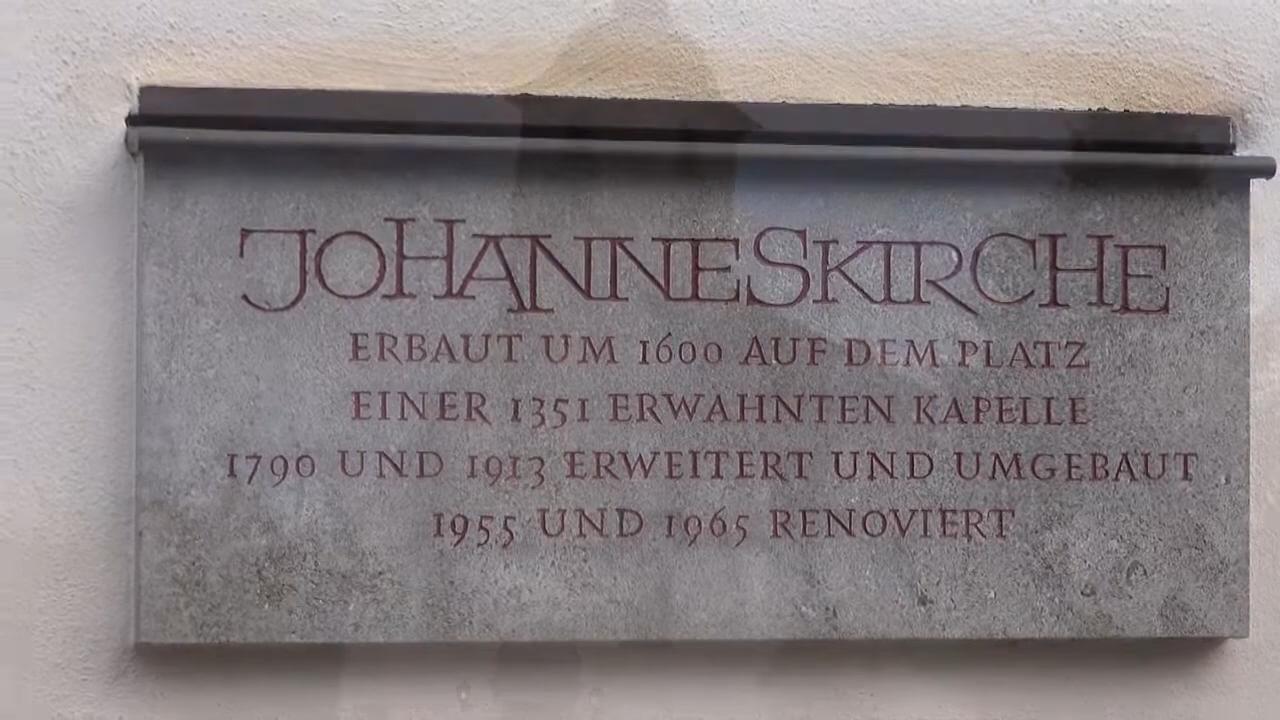 JOHANNESKIRCHE
ERBAUT UM 1600 AUF DEM PLATZ
EINER 1351 ERWAHNTEN KAPELLE
1790 UND 1913 ERWEITERT UND UMGEBAUT
1955 UND 1965 RENOVIERT